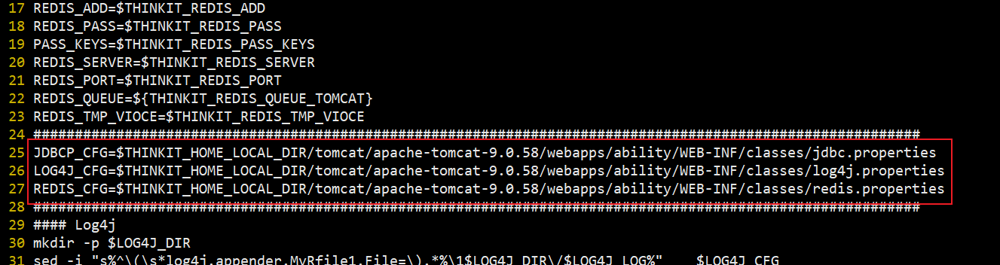 17 REDIS_ADD=$THINKIT_REDIS_ADD
18 REDIS_PASS=$THINKIT_REDIS_PASS
19 PASS_KEYS=$THINKIT_REDIS_PASS_KEYS
20 REDIS_SERVER=$THINKIT_REDIS_SERVER
21 REDIS_PORT=$THINKIT_REDIS_PORT
22 REDIS_QUEUE=${THINKIT_REDIS_QUEUE_TOMCAT}
23 REDIS_TMP_VIOCE=$THINKIT_REDIS_TMP_VIOCE
24 ###########################################################################################################
25 JDBCP_CFG=$THINKIT_HOME_LOCAL_DIR/tomcat/apache-tomcat-9.0.58/webapps/ability/WEB-INF/classes/jdbc.properties
26 LOG4J_CFG=$THINKIT_HOME_LOCAL_DIR/tomcat/apache-tomcat-9.0.58/webapps/ability/WEB-INF/classes/log4j.properties
27 REDIS_CFG=$THINKIT_HOME_LOCAL_DIR/tomcat/apache-tomcat-9.0.58/webapps/ability/WEB-INF/classes/redis.properties
28 ###########################################################################################################
29 #### Log4j
30 mkdir -p $LOG4J_DIR
31 sed -i "s%^\(\s*log4j.appender.MyRfile1.File=\).*%\1$LOG4J_DIR\/$LOG4J_LOG%" $LOG4J_CFG